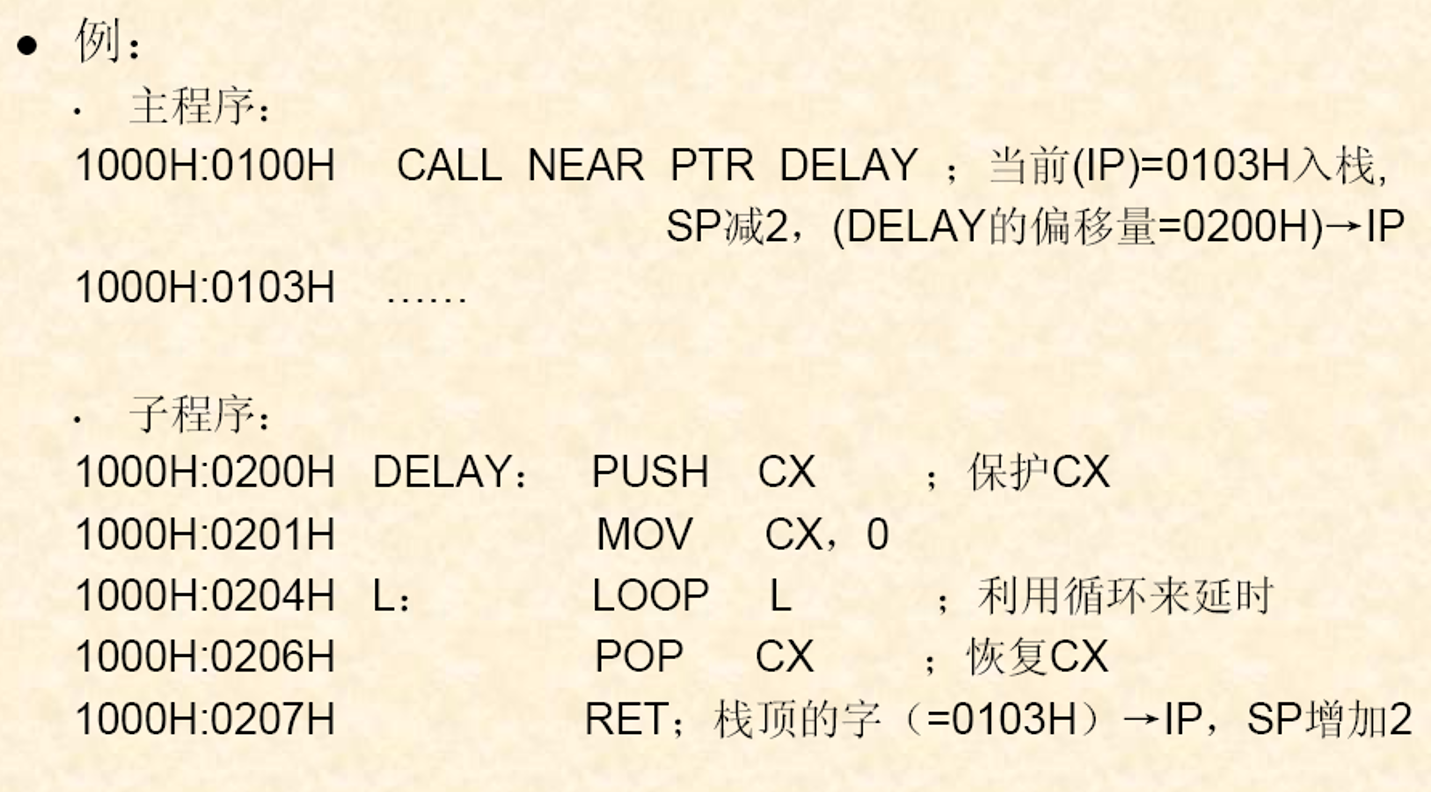 ● 例：
· 主程序：
1000H:0100H CALL NEAR PTR DELAY ；当前(IP)=0103H入栈,
SP减2，(DELAY的偏移量=0200H)→IP
1000H:0103H ……
· 子程序：
1000H:0200H DELAY： PUSH CX ；保护CX
1000H:0201H MOV CX，0
1000H:0204H L： LOOP L ；利用循环来延时
1000H:0206H POP CX ；恢复CX
1000H:0207H RET；栈顶的字（=0103H）→IP，SP增加2